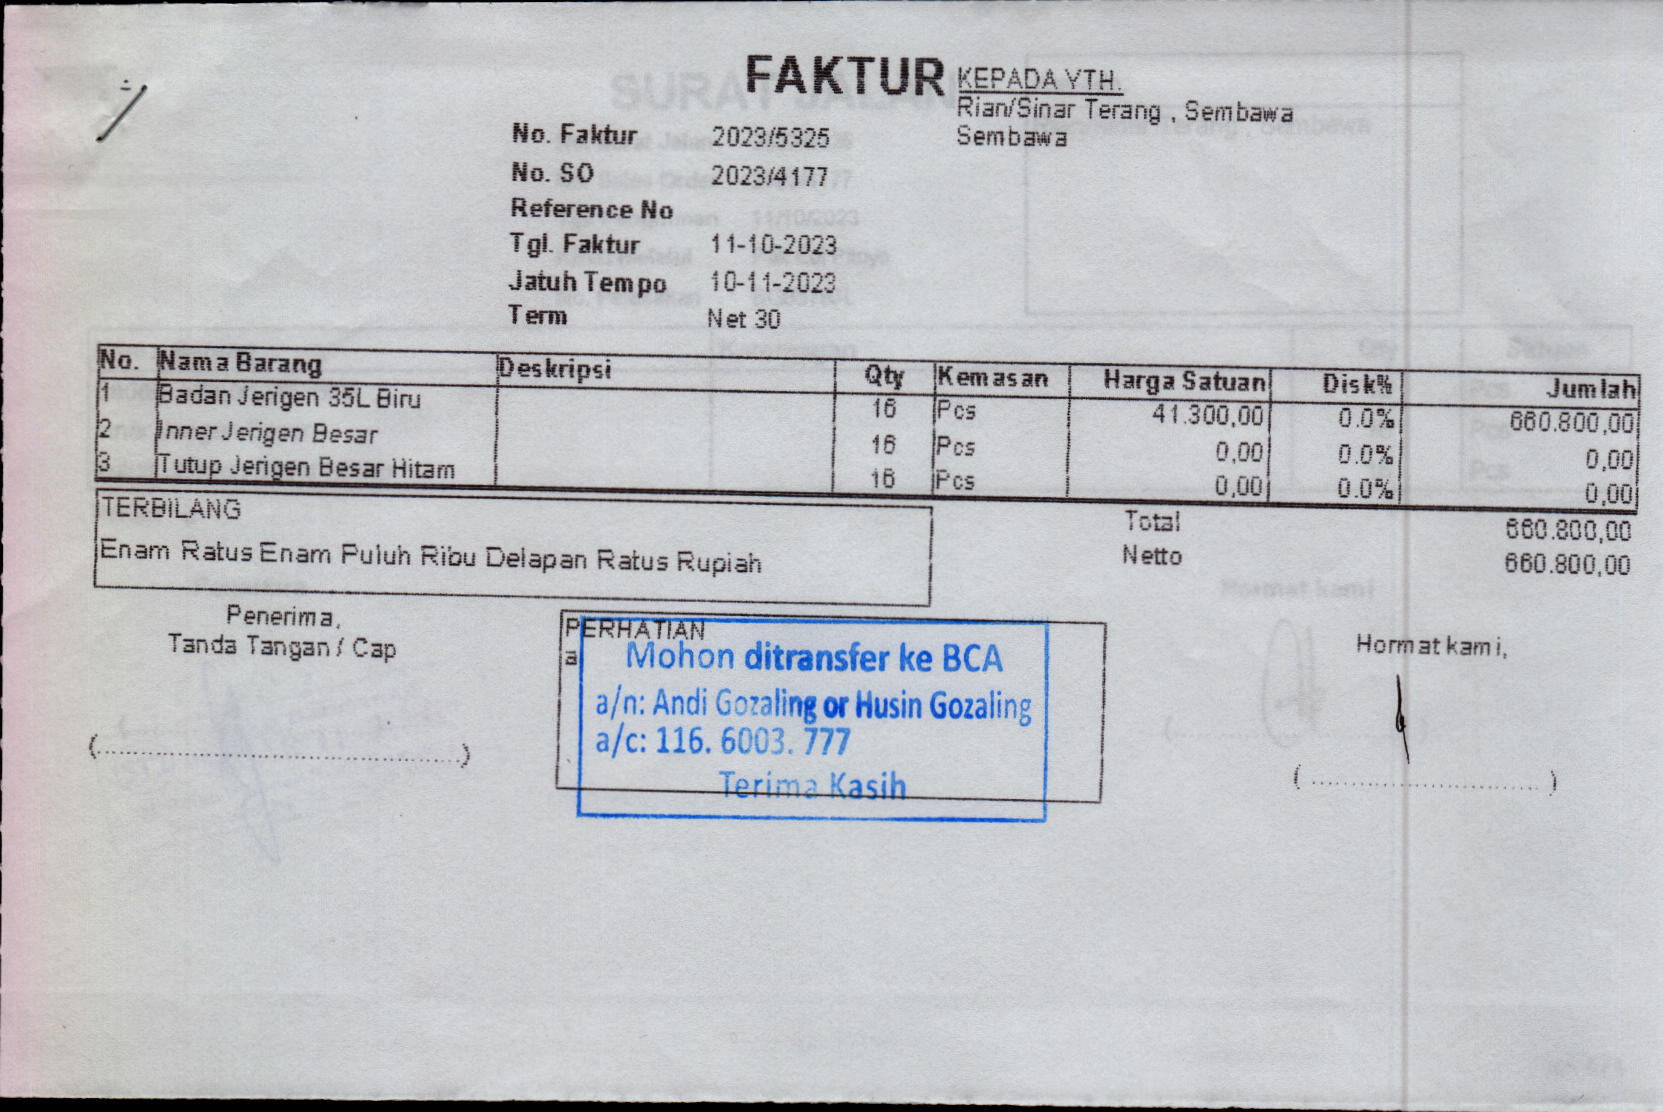 FAKTUR
KEPADA YTH.
Rian/Sinar Terang , Sembawa
Sembawa
No. Faktur 2023/5325
No. SO 2023/4177
Reference No
Tgl. Faktur 11-10-2023
Jatuh Tempo 10-11-2023
Term Net 30
No. Nama Barang Deskripsi Qty Kemasan Harga Satuan Disk% Jumlah
1 Badan Jerigen 35L Biru 16 Pcs 41.300,00 0.0% 660.800,00
2 Inner Jerigen Besar 16 Pcs 0,00 0.0% 0,00
3 Tutup Jerigen Besar Hitam 16 Pcs 0,00 0.0% 0,00
TERBILANG
Enam Ratus Enam Puluh Ribu Delapan Ratus Rupiah
Total 660.800,00
Netto 660.800,00
Penerima,
Tanda Tangan / Cap
(........................................)
PERHATIAN
a
Mohon ditransfer ke BCA
a/n: Andi Gozaling or Husin Gozaling
a/c: 116. 6003. 777
Terima Kasih
Hormat kami,
( ............................ )